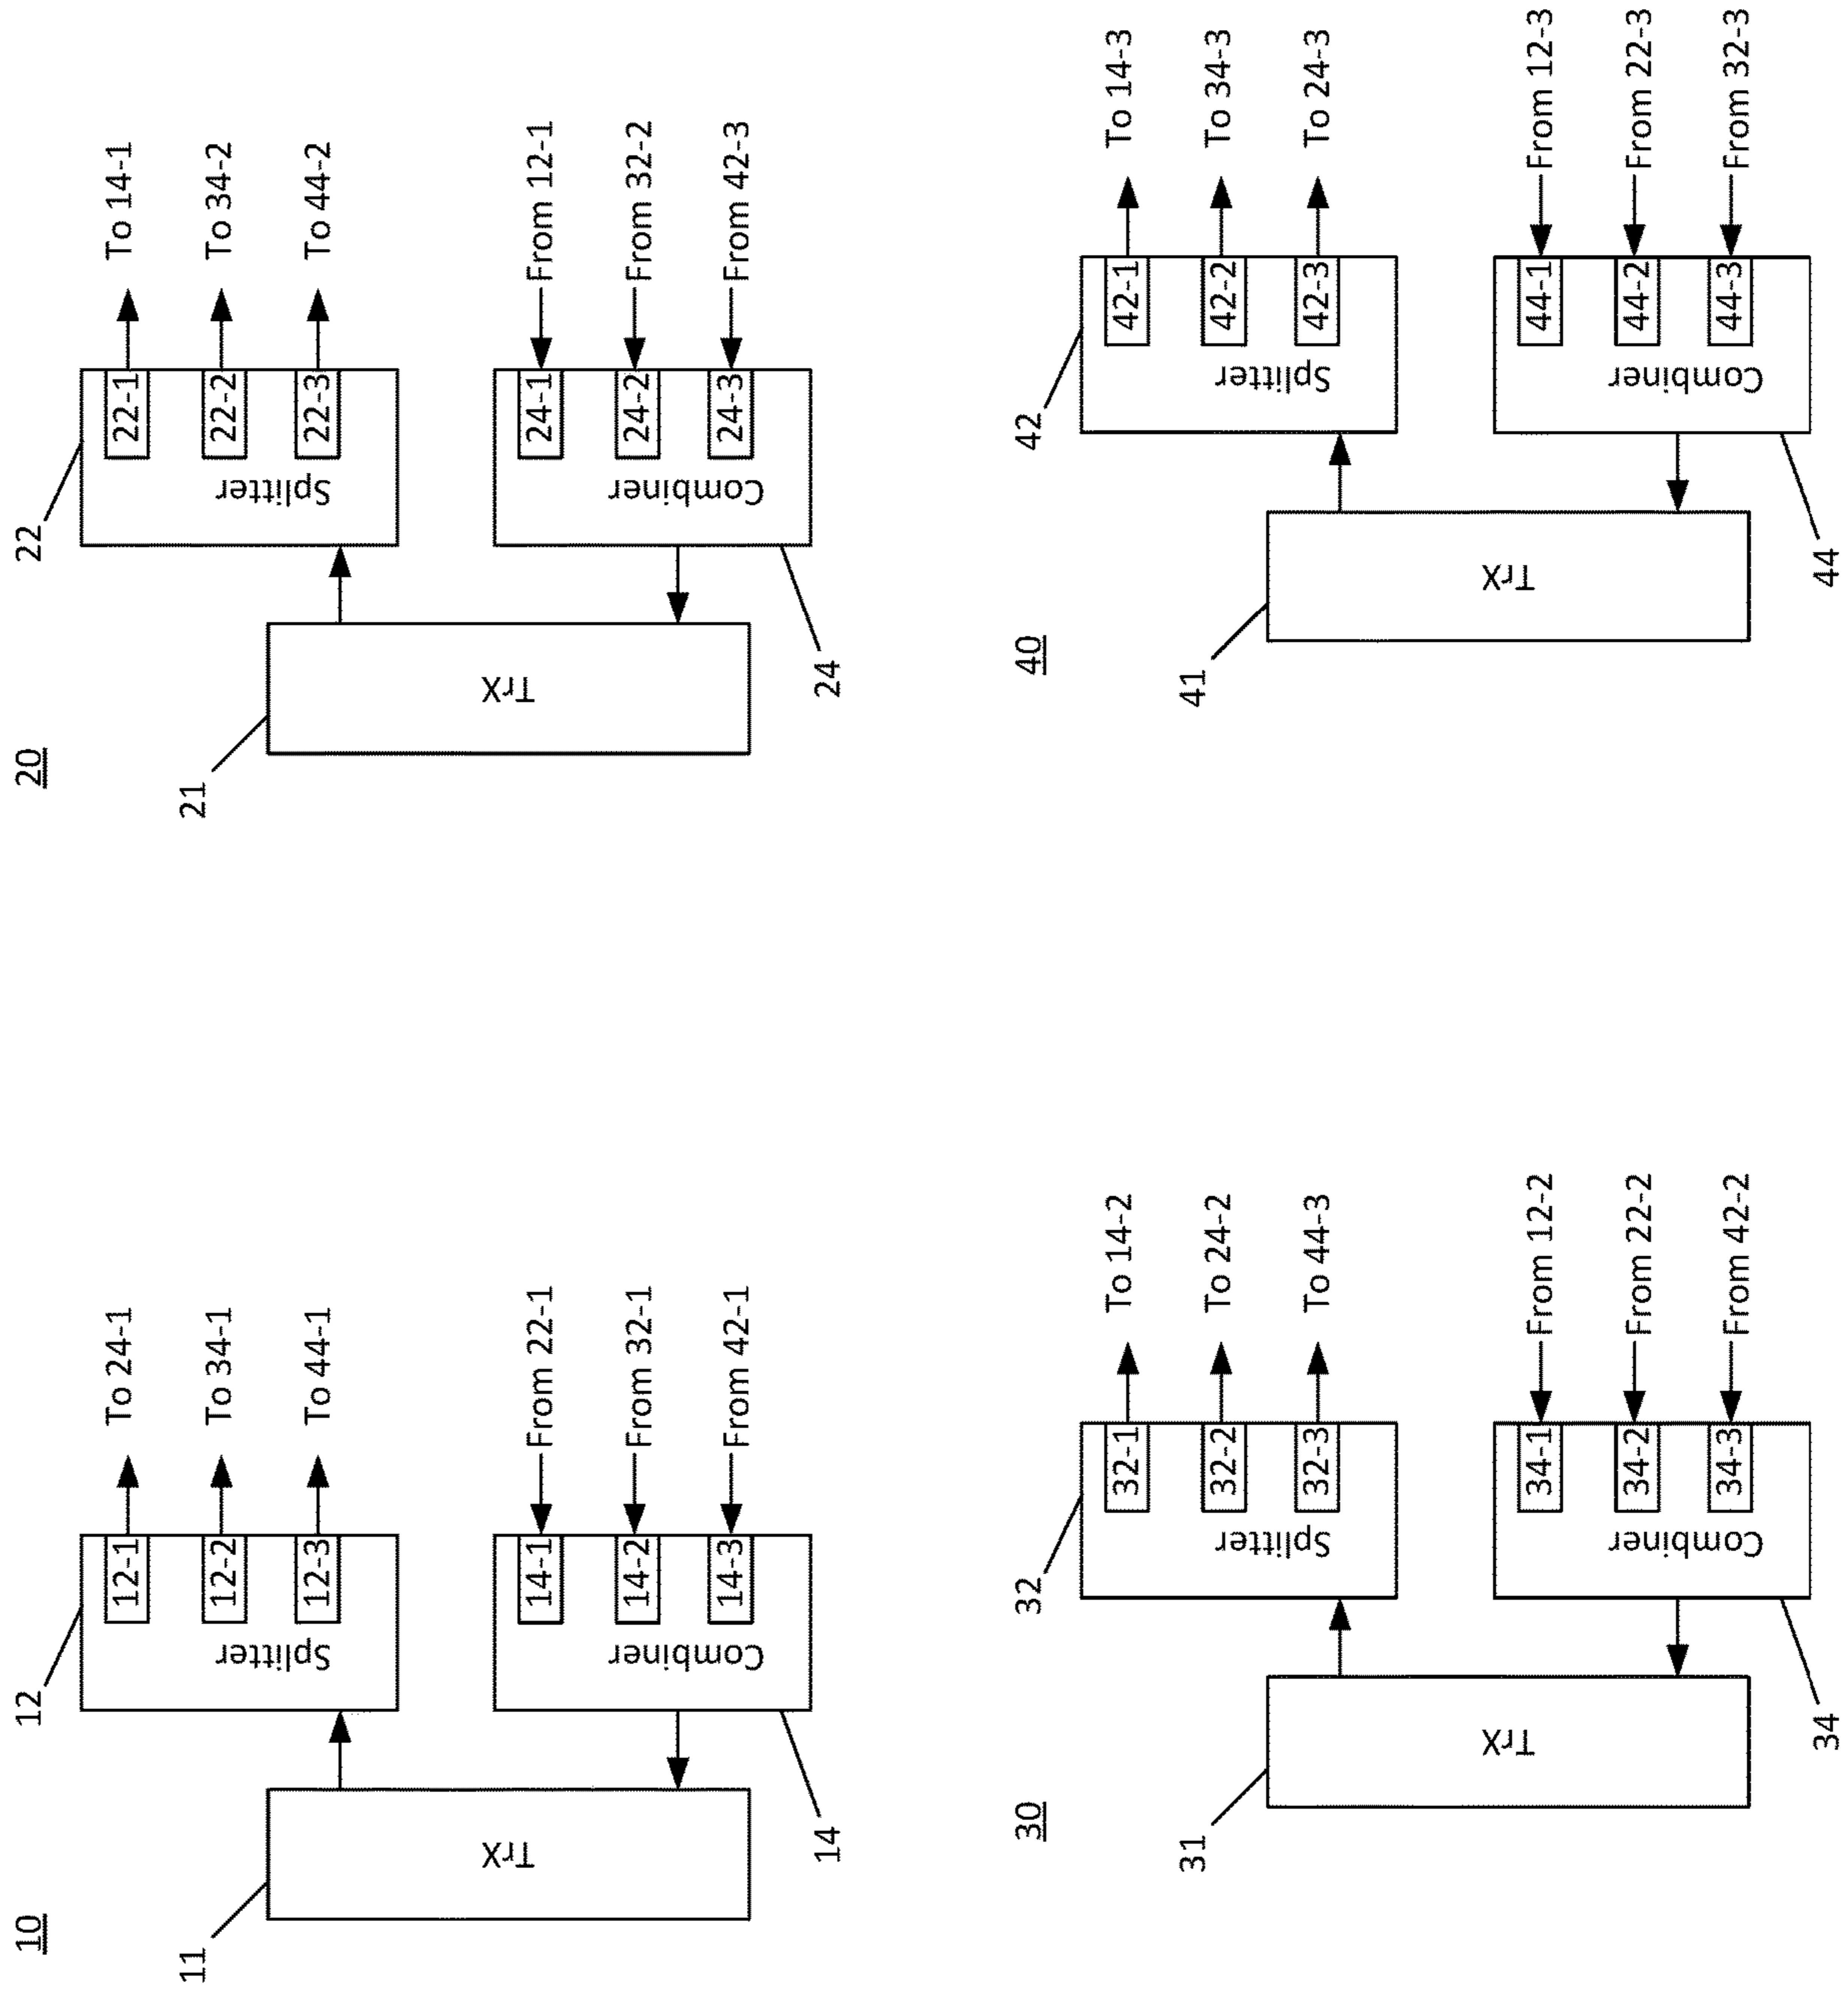 10
11
TrX
12
Splitter
12-1
To 24-1
12-2
To 34-1
12-3
To 44-1
14
Combiner
14-1
From 22-1
14-2
From 32-1
14-3
From 42-1
20
21
TrX
22
Splitter
22-1
To 14-1
22-2
To 34-2
22-3
To 44-2
24
Combiner
24-1
From 12-1
24-2
From 32-2
24-3
From 42-3
30
31
TrX
32
Splitter
32-1
To 14-2
32-2
To 24-2
32-3
To 44-3
34
Combiner
34-1
From 12-2
34-2
From 22-2
34-3
From 42-2
40
41
TrX
42
Splitter
42-1
To 14-3
42-2
To 34-3
42-3
To 24-3
44
Combiner
44-1
From 12-3
44-2
From 22-3
44-3
From 32-3